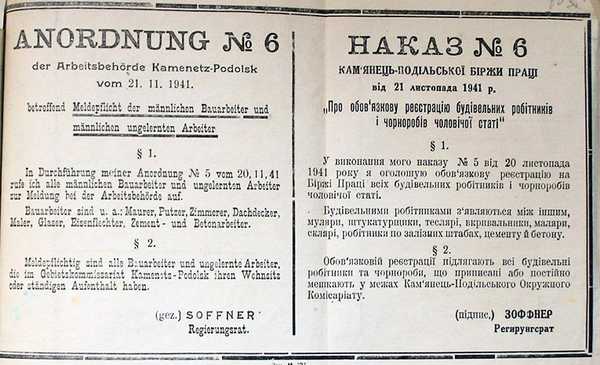 ANORDNUNG № 6
der Arbeitsbehörde Kamenetz-Podolsk
vom 21. 11. 1941.
betreffend Meldepflicht der männlichen Bauarbeiter und
männlichen ungelernten Arbeiter
§ 1.
In Durchführung meiner Anordnung № 5 vom 20, 11, 41
rufe ich alle männlichen Bauarbeiter und ungelernten Arbeiter
zur Meldung bei der Arbeitsbehörde auf.
Bauarbeiter sind u. a.: Maurer, Putzer, Zimmerer, Dachdecker,
Maler, Glaser, Eisenflechter, Zement - und Betonarbeiter.
§ 2.
Meldepflichtig sind alle Bauarbeiter und ungelernte Arbeiter,
die im Gebietskommissariat Kamenetz-Podolsk ihren Wohnsitz
oder ständigen Aufenthalt haben.
(gez.) SOFFNER
Regierungsrat.
НАКАЗ № 6
КАМ'ЯНЕЦЬ-ПОДІЛЬСЬКОЇ БІРЖИ ПРАЦІ
від 21 листопада 1941 р.
„Про обов'язкову реєстрацію будівельних робітників
і чорноробів чоловічої статі"
§ 1.
У виконання мого наказу № 5 від 20 листопада
1941 року я оголошую обов'язкову реєстрацію на
Біржі Праці всіх будівельних робітників і чорноробів
чоловічої статі.
Будівельними робітниками з'являються між іншим,
муляри, штукатурщики, теслярі, вкривальники, маляри,
склярі, робітники по залізних штабах, цементу й бетону.
§ 2.
Обов'язковій реєстрації підлягають всі будівельні
робітники та чорнороби, що приписані або постійно
мешкають у межах Кам'янець-Подільського Окружного
Комісаріяту.
(підпис.) ЗОФФНЕР
Регирунгсрат